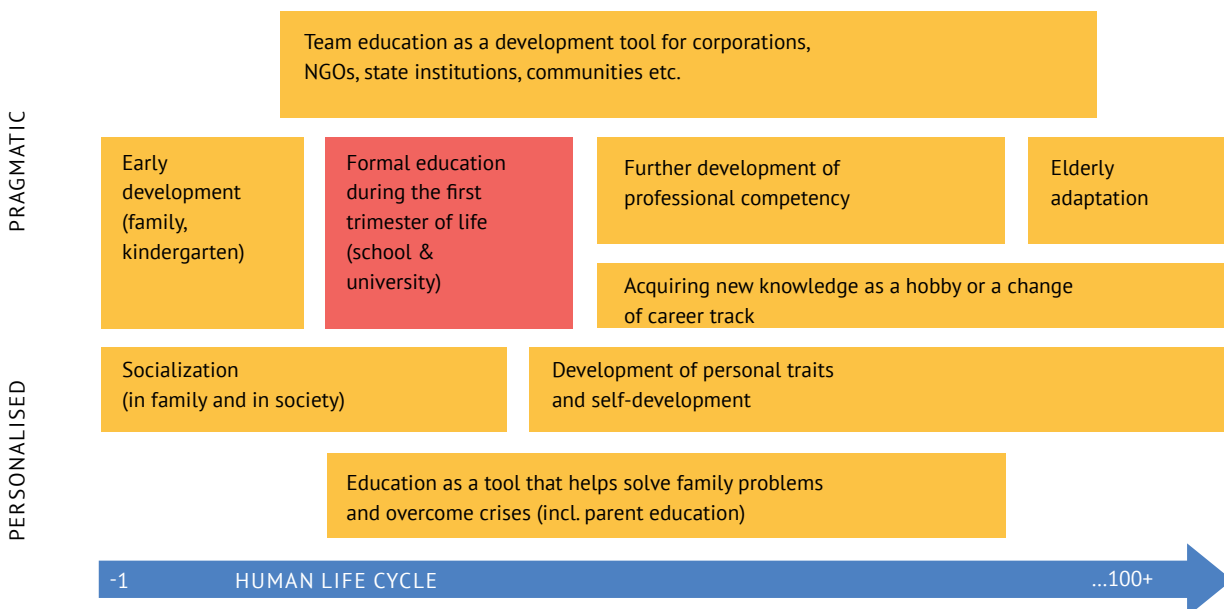 Team education as a development tool for corporations,
NGOs, state institutions, communities etc.
PRAGMATIC
Early
development
(family,
kindergarten)
Formal education
during the first
trimester of life
(school &
university)
Further development of
professional competency
Elderly
adaptation
Acquiring new knowledge as a hobby or a change
of career track
PERSONALISED
Socialization
(in family and in society)
Development of personal traits
and self-development
Education as a tool that helps solve family problems
and overcome crises (incl. parent education)
-1 HUMAN LIFE CYCLE ...100+